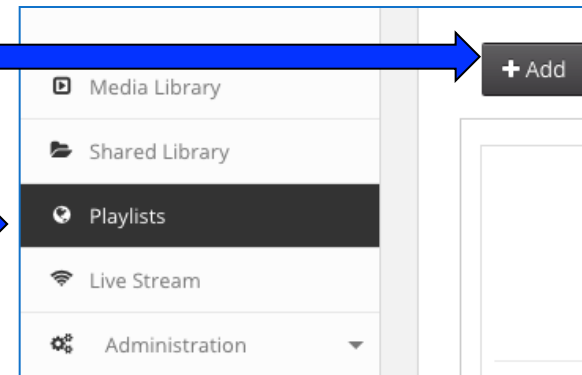 Media Library
Shared Library
Playlists
Live Stream
Administration
+ Add